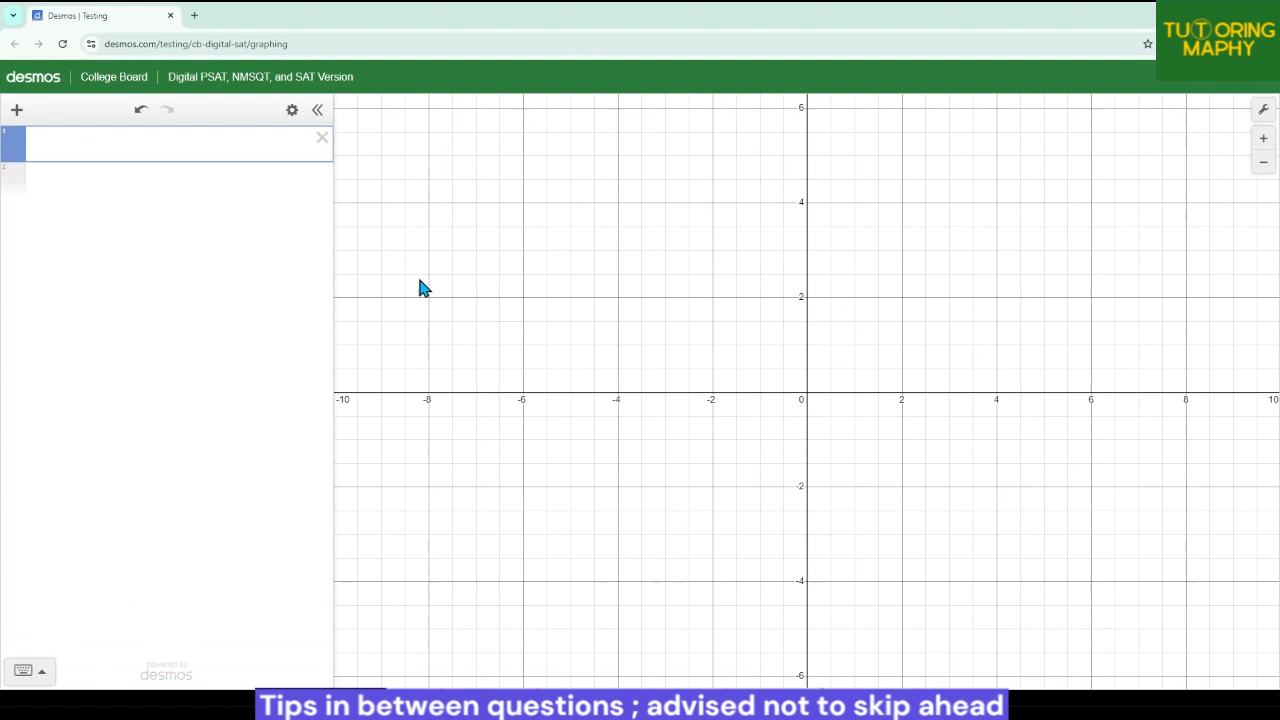 Desmos | Testing
desmos.com/testing/cb-digital-sat/graphing
TUTORING
MAPHY
desmos College Board Digital PSAT, NMSQT, and SAT Version
1
2
6
4
2
-10 -8 -6 -4 -2 0 2 4 6 8 10
-2
-4
-6
powered by
desmos
Tips in between questions ; advised not to skip ahead